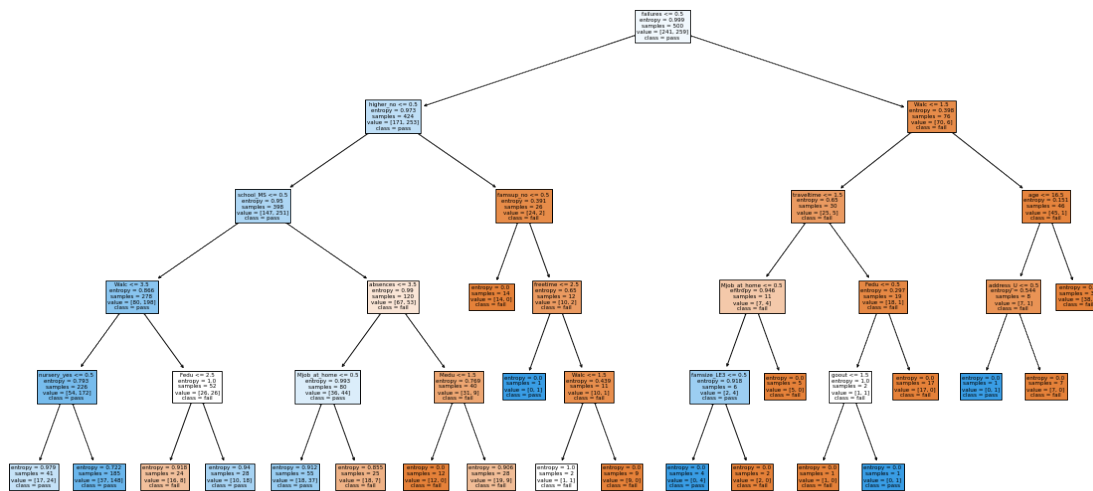 failures <= 0.5
entropy = 0.999
samples = 500
value = [241, 259]
class = pass
higher_no <= 0.5
entropy = 0.973
samples = 424
value = [171, 253]
class = pass
Walc <= 1.5
entropy = 0.398
samples = 76
value = [70, 6]
class = fail
school_MS <= 0.5
entropy = 0.95
samples = 398
value = [147, 251]
class = pass
famsup_no <= 0.5
entropy = 0.391
samples = 26
value = [24, 2]
class = fail
traveltime <= 1.5
entropy = 0.65
samples = 30
value = [25, 5]
class = fail
age <= 16.5
entropy = 0.151
samples = 46
value = [45, 1]
class = fail
Walc <= 3.5
entropy = 0.866
samples = 278
value = [80, 198]
class = pass
absences <= 3.5
entropy = 0.99
samples = 120
value = [67, 53]
class = fail
entropy = 0.0
samples = 14
value = [14, 0]
class = fail
freetime <= 2.5
entropy = 0.65
samples = 12
value = [10, 2]
class = fail
Mjob_at_home <= 0.5
entropy = 0.946
samples = 11
value = [7, 4]
class = fail
Fedu <= 0.5
entropy = 0.297
samples = 19
value = [18, 1]
class = fail
address_U <= 0.5
entropy = 0.544
samples = 8
value = [7, 1]
class = fail
entropy = 0.0
samples =
value = [38,
class = fail
nursery_yes <= 0.5
entropy = 0.793
samples = 226
value = [54, 172]
class = pass
Fedu <= 2.5
entropy = 1.0
samples = 52
value = [26, 26]
class = fail
Mjob_at_home <= 0.5
entropy = 0.993
samples = 80
value = [36, 44]
class = pass
Medu <= 1.5
entropy = 0.769
samples = 40
value = [31, 9]
class = fail
entropy = 0.0
samples = 1
value = [0, 1]
class = pass
Walc <= 1.5
entropy = 0.439
samples = 11
value = [10, 1]
class = fail
famsize_LE3 <= 0.5
entropy = 0.918
samples = 6
value = [2, 4]
class = pass
entropy = 0.0
samples = 5
value = [5, 0]
class = fail
goout <= 1.5
entropy = 1.0
samples = 2
value = [1, 1]
class = fail
entropy = 0.0
samples = 17
value = [17, 0]
class = fail
entropy = 0.0
samples = 1
value = [0, 1]
class = pass
entropy = 0.0
samples = 7
value = [7, 0]
class = fail
entropy = 0.979
samples = 41
value = [17, 24]
class = pass
entropy = 0.722
samples = 185
value = [37, 148]
class = pass
entropy = 0.918
samples = 24
value = [16, 8]
class = fail
entropy = 0.94
samples = 28
value = [10, 18]
class = pass
entropy = 0.912
samples = 55
value = [18, 37]
class = pass
entropy = 0.855
samples = 25
value = [18, 7]
class = fail
entropy = 0.0
samples = 12
value = [12, 0]
class = fail
entropy = 0.906
samples = 28
value = [19, 9]
class = fail
entropy = 1.0
samples = 2
value = [1, 1]
class = fail
entropy = 0.0
samples = 9
value = [9, 0]
class = fail
entropy = 0.0
samples = 4
value = [0, 4]
class = pass
entropy = 0.0
samples = 2
value = [2, 0]
class = fail
entropy = 0.0
samples = 1
value = [1, 0]
class = fail
entropy = 0.0
samples = 1
value = [0, 1]
class = pass